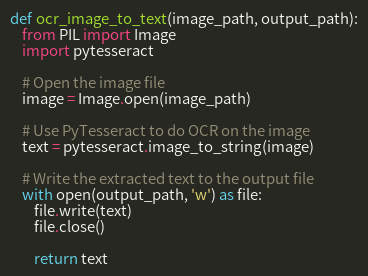 def ocr_image_to_text(image_path, output_path):
    from PIL import Image
    import pytesseract

    # Open the image file
    image = Image.open(image_path)

    # Use PyTesseract to do OCR on the image
    text = pytesseract.image_to_string(image)

    # Write the extracted text to the output file
    with open(output_path, 'w') as file:
        file.write(text)
        file.close()

        return text